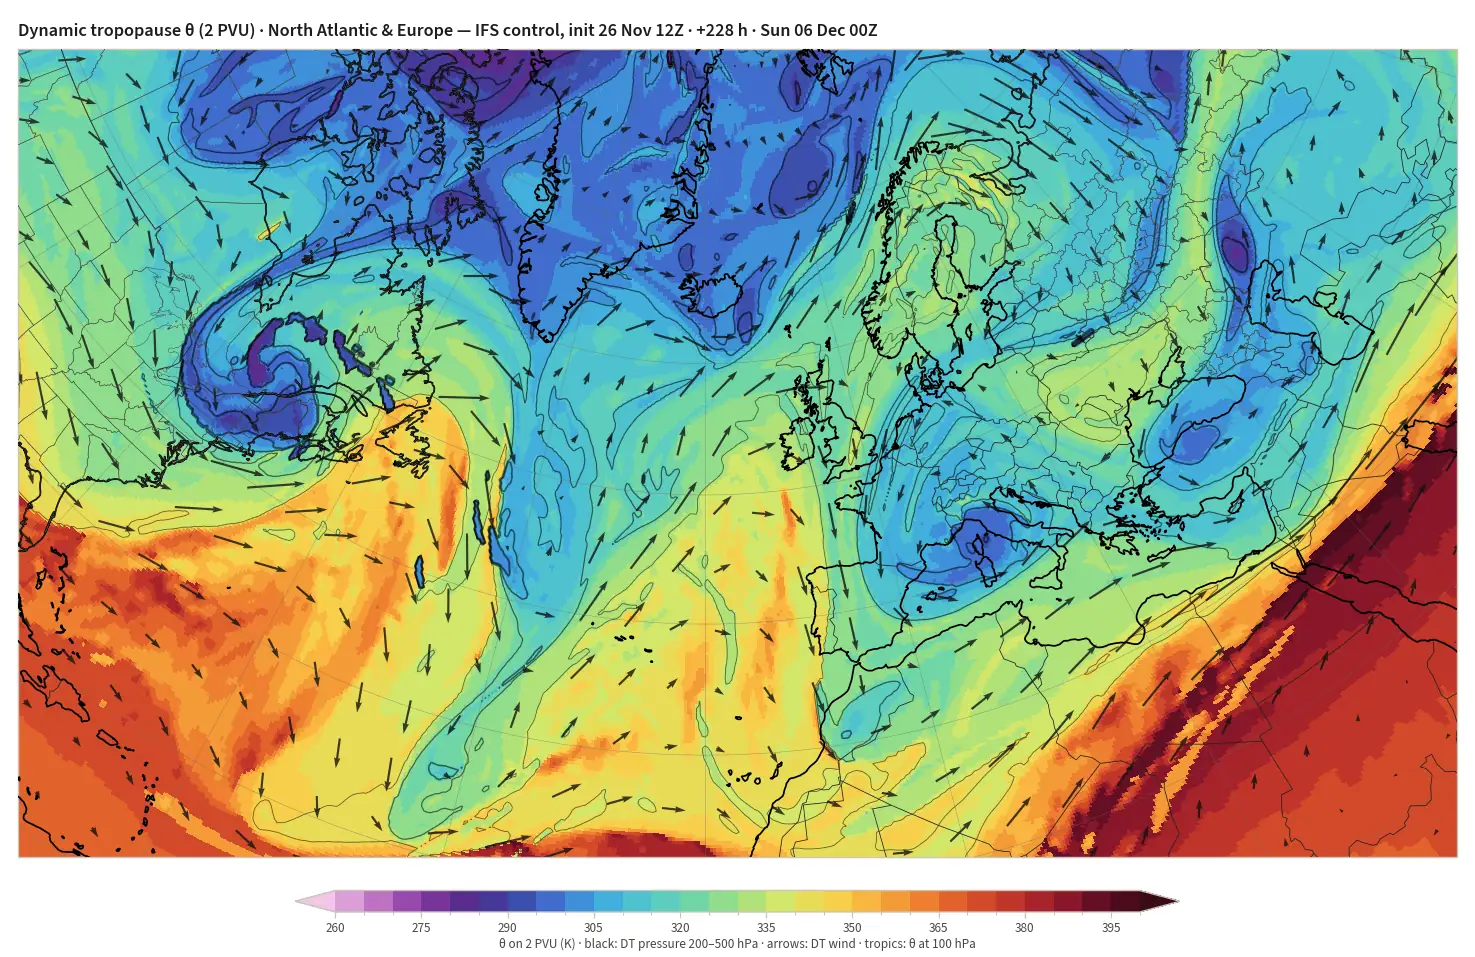 Dynamic tropopause θ (2 PVU) · North Atlantic & Europe — IFS control, init 26 Nov 12Z · +228 h · Sun 06 Dec 00Z
260 275 290 305 320 335 350 365 380 395
θ on 2 PVU (K) · black: DT pressure 200–500 hPa · arrows: DT wind · tropics: θ at 100 hPa